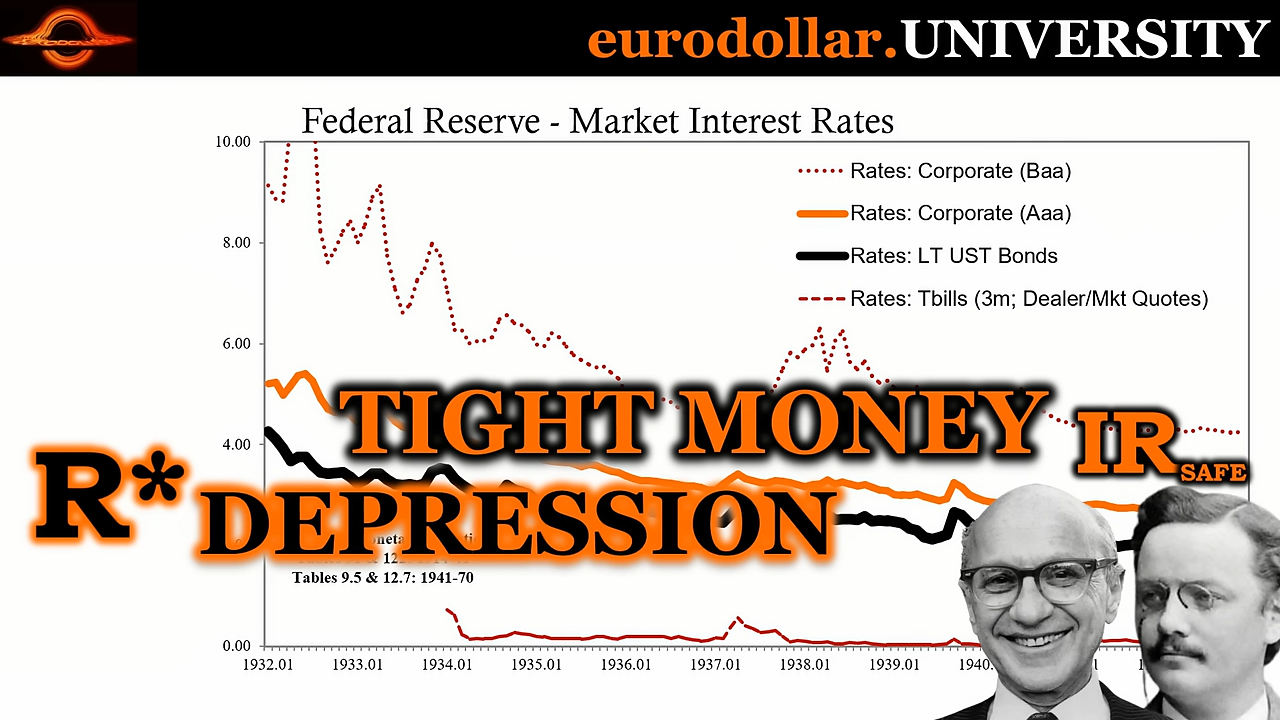 eurodollar.UNIVERSITY
Federal Reserve - Market Interest Rates
10.00
8.00
6.00
4.00
0.00
Rates: Corporate (Baa)
Rates: Corporate (Aaa)
Rates: LT UST Bonds
Rates: Tbills (3m; Dealer/Mkt Quotes)
TIGHT MONEY
IR SAFE
R* DEPRESSION
Tables 9.5 & 12.7: 1941-70
1932.01 1933.01 1934.01 1935.01 1936.01 1937.01 1938.01 1939.01